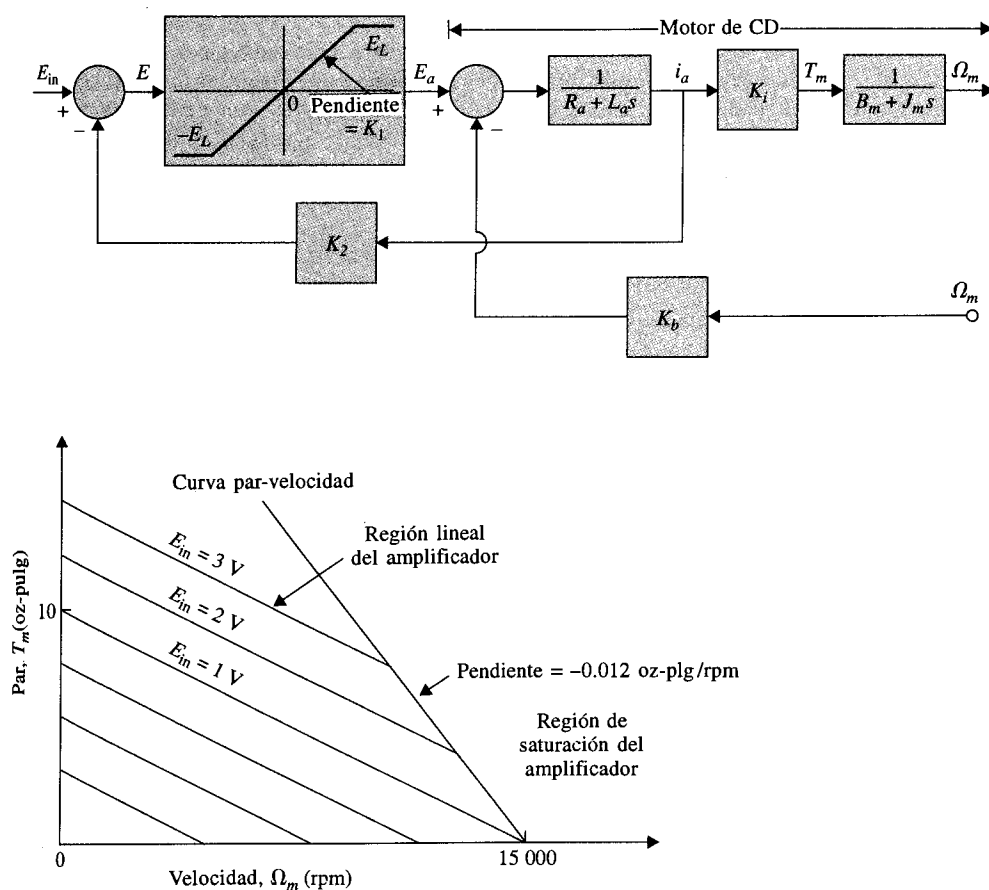 Motor de CD
E_in
+
−
E
E_L
0
−E_L
Pendiente
= K_1
E_a
+
−
1
R_a + L_a s
i_a
K_i
T_m
1
B_m + J_m s
Ω_m
K_2
K_b
Ω_m
Curva par-velocidad
Región lineal
del amplificador
E_in = 3 V
E_in = 2 V
E_in = 1 V
Par, T_m(oz-pulg)
10
Pendiente = −0.012 oz-plg/rpm
Región de
saturación del
amplificador
0
15 000
Velocidad, Ω_m (rpm)